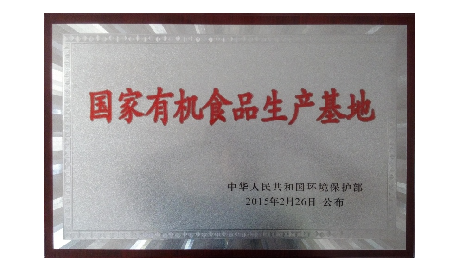 国家有机食品生产基地
中华人民共和国环境保护部
2015年2月26日 公布